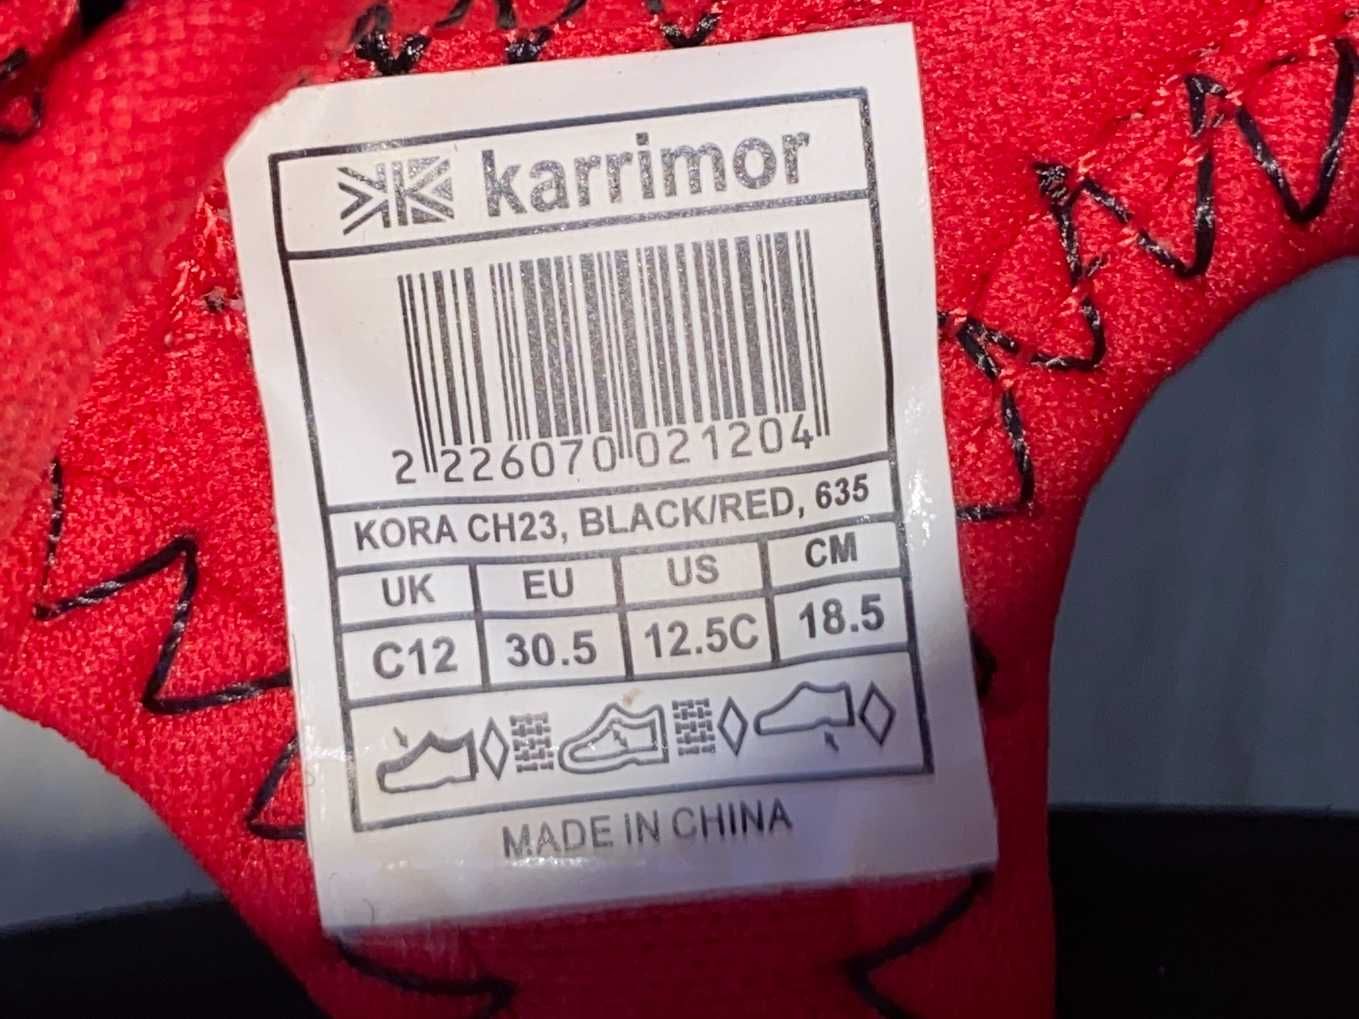 karrimor
2 226070 021204
KORA CH23, BLACK/RED, 635
UK EU US CM
C12 30.5 12.5C 18.5
MADE IN CHINA